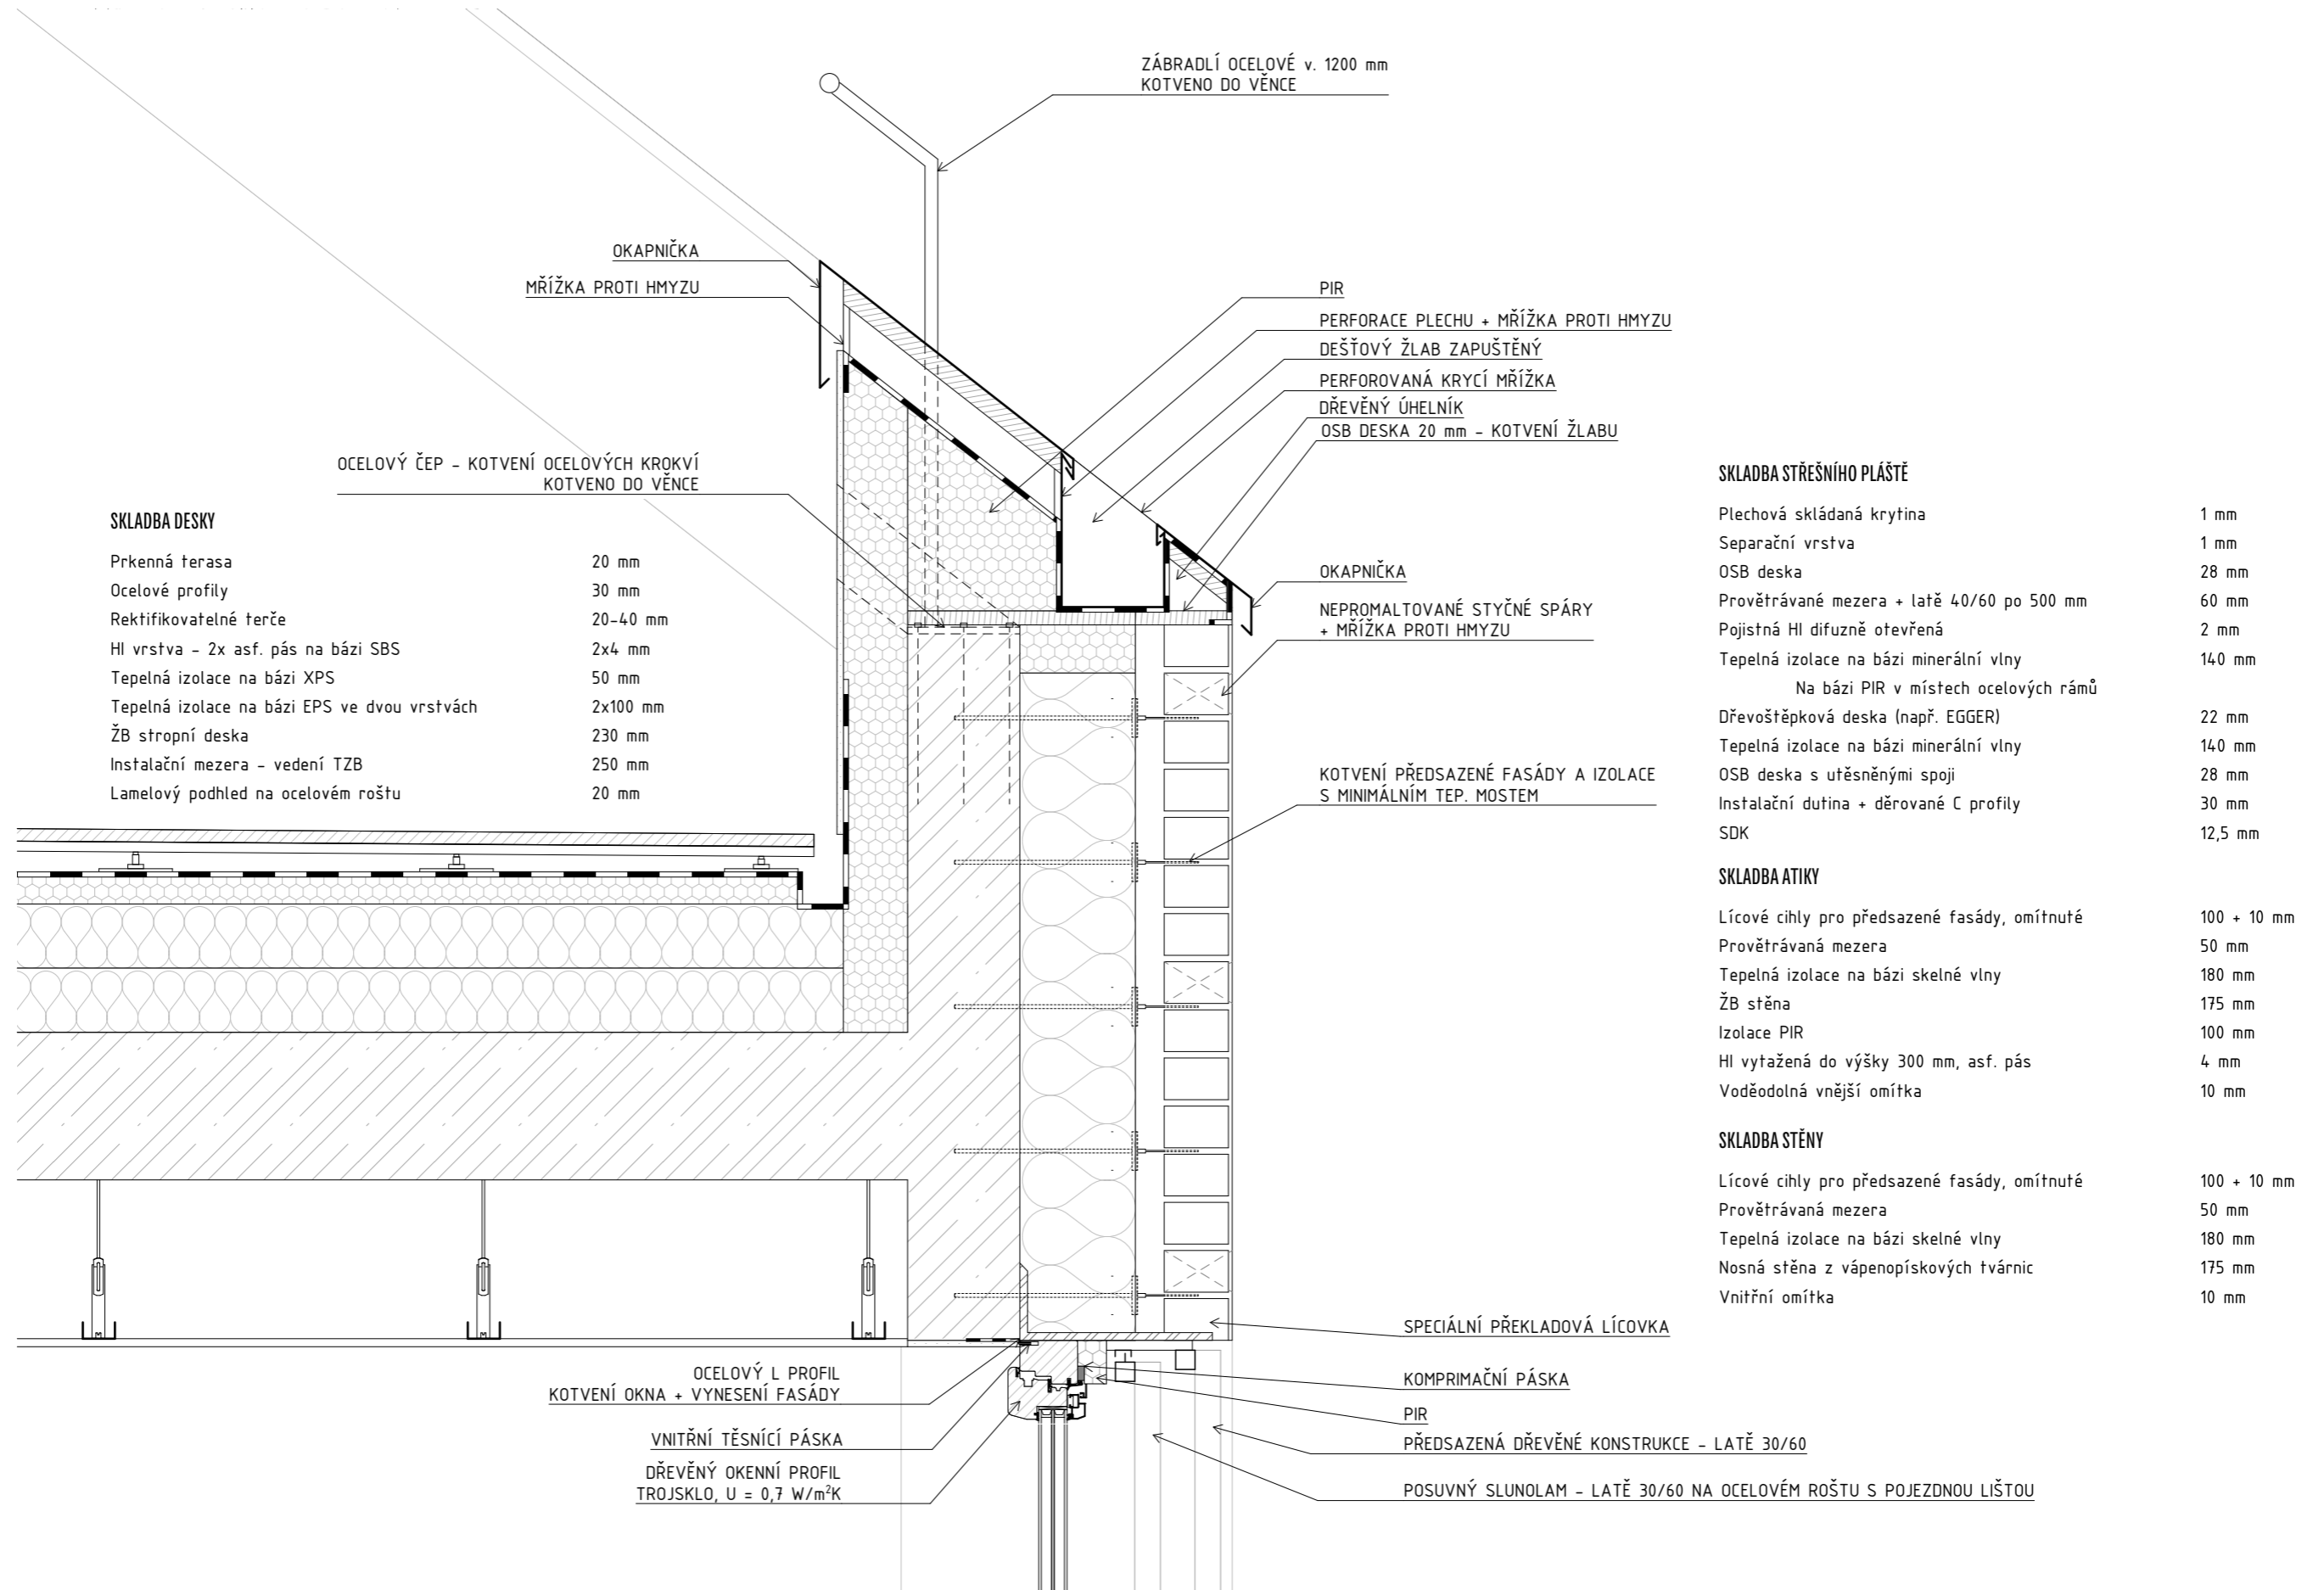 ZÁBRADLÍ OCELOVÉ v. 1200 mm
KOTVENO DO VĚNCE
OKAPNIČKA
MŘÍŽKA PROTI HMYZU
PIR
PERFORACE PLECHU + MŘÍŽKA PROTI HMYZU
DEŠŤOVÝ ŽLAB ZAPUŠTĚNÝ
PERFOROVANÁ KRYCÍ MŘÍŽKA
DŘEVĚNÝ ÚHELNÍK
OSB DESKA 20 mm - KOTVENÍ ŽLABU
OCELOVÝ ČEP - KOTVENÍ OCELOVÝCH KROKVÍ
KOTVENO DO VĚNCE
OKAPNIČKA
NEPROMALTOVANÉ STYČNÉ SPÁRY
+ MŘÍŽKA PROTI HMYZU
KOTVENÍ PŘEDSAZENÉ FASÁDY A IZOLACE
S MINIMÁLNÍM TEP. MOSTEM
SKLADBA DESKY
Prkenná terasa 20 mm
Ocelové profily 30 mm
Rektifikovatelné terče 20-40 mm
HI vrstva - 2x asf. pás na bázi SBS 2x4 mm
Tepelná izolace na bázi XPS 50 mm
Tepelná izolace na bázi EPS ve dvou vrstvách 2x100 mm
ŽB stropní deska 230 mm
Instalační mezera - vedení TZB 250 mm
Lamelový podhled na ocelovém roštu 20 mm
SKLADBA STŘEŠNÍHO PLÁŠTĚ
Plechová skládaná krytina 1 mm
Separační vrstva 1 mm
OSB deska 28 mm
Provětrávané mezera + latě 40/60 po 500 mm 60 mm
Pojistná HI difuzně otevřená 2 mm
Tepelná izolace na bázi minerální vlny 140 mm
Na bázi PIR v místech ocelových rámů
Dřevoštěpková deska (např. EGGER) 22 mm
Tepelná izolace na bázi minerální vlny 140 mm
OSB deska s utěsněnými spoji 28 mm
Instalační dutina + děrované C profily 30 mm
SDK 12,5 mm
SKLADBA ATIKY
Lícové cihly pro předsazené fasády, omítnuté 100 + 10 mm
Provětrávaná mezera 50 mm
Tepelná izolace na bázi skelné vlny 180 mm
ŽB stěna 175 mm
Izolace PIR 100 mm
HI vytažená do výšky 300 mm, asf. pás 4 mm
Voděodolná vnější omítka 10 mm
SKLADBA STĚNY
Lícové cihly pro předsazené fasády, omítnuté 100 + 10 mm
Provětrávaná mezera 50 mm
Tepelná izolace na bázi skelné vlny 180 mm
Nosná stěna z vápenopískových tvárnic 175 mm
Vnitřní omítka 10 mm
OCELOVÝ L PROFIL
KOTVENÍ OKNA + VYNESENÍ FASÁDY
VNITŘNÍ TĚSNÍCÍ PÁSKA
DŘEVĚNÝ OKENNÍ PROFIL
TROJSKLO, U = 0,7 W/m²K
SPECIÁLNÍ PŘEKLADOVÁ LÍCOVKA
KOMPRIMAČNÍ PÁSKA
PIR
PŘEDSAZENÁ DŘEVĚNÉ KONSTRUKCE - LATĚ 30/60
POSUVNÝ SLUNOLAM - LATĚ 30/60 NA OCELOVÉM ROŠTU S POJEZDNOU LIŠTOU